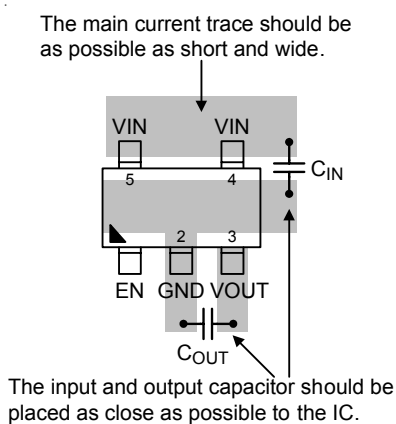 The main current trace should be
as possible as short and wide.
VIN VIN
5 4
CIN
2 3
EN GND VOUT
COUT
The input and output capacitor should be
placed as close as possible to the IC.